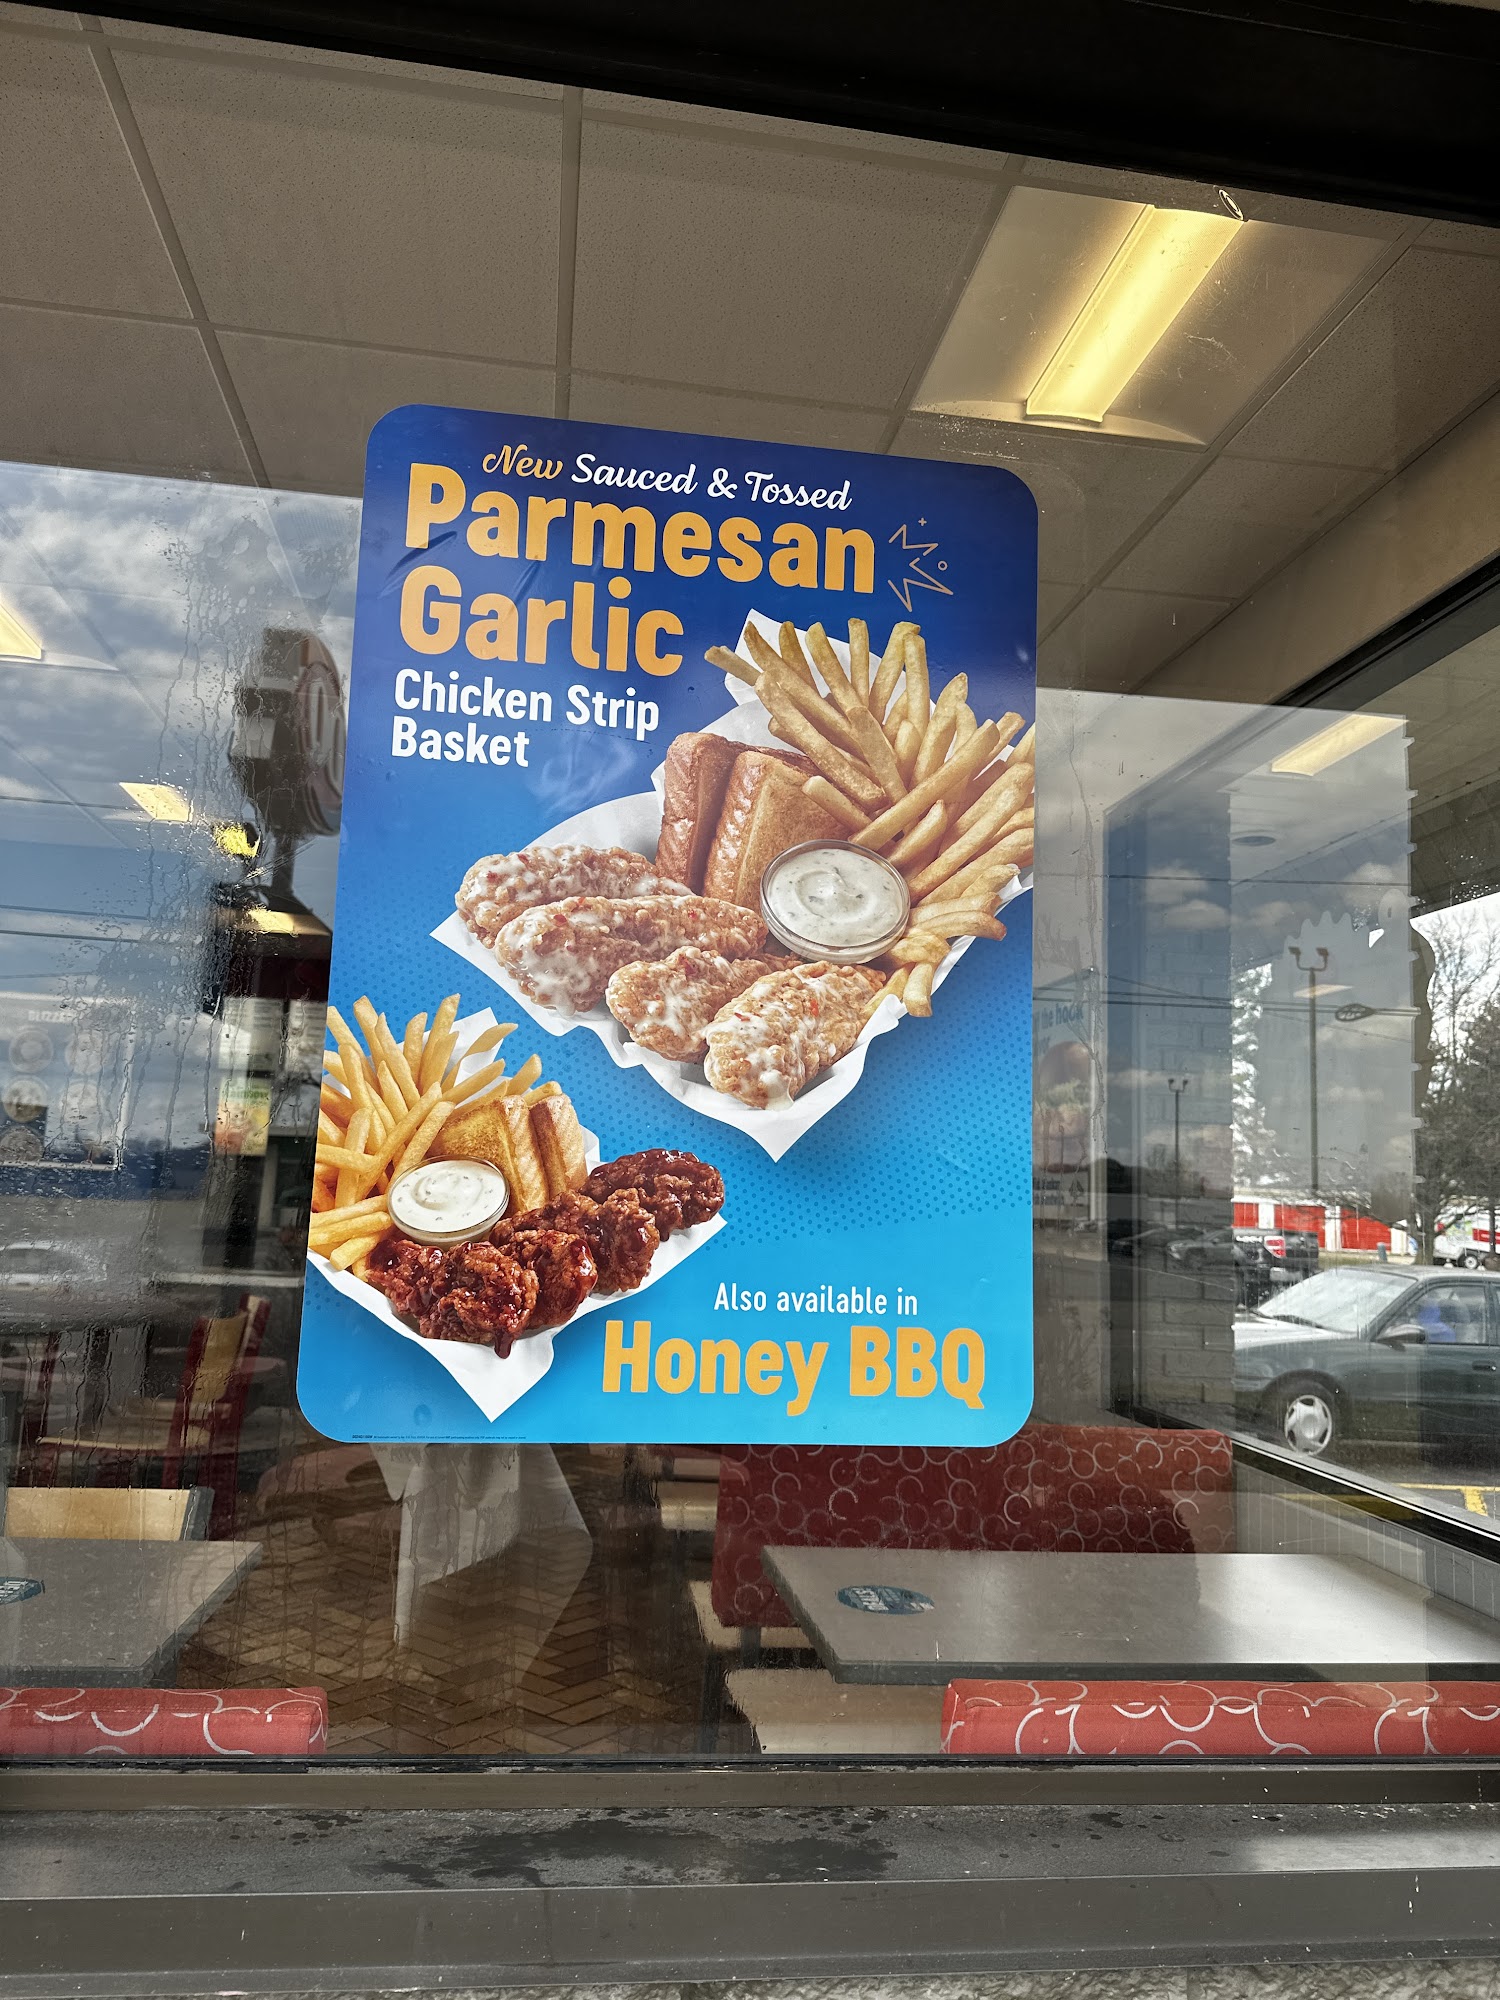 New Sauced & Tossed
Parmesan
Garlic
Chicken Strip
Basket
Also available in
Honey BBQ